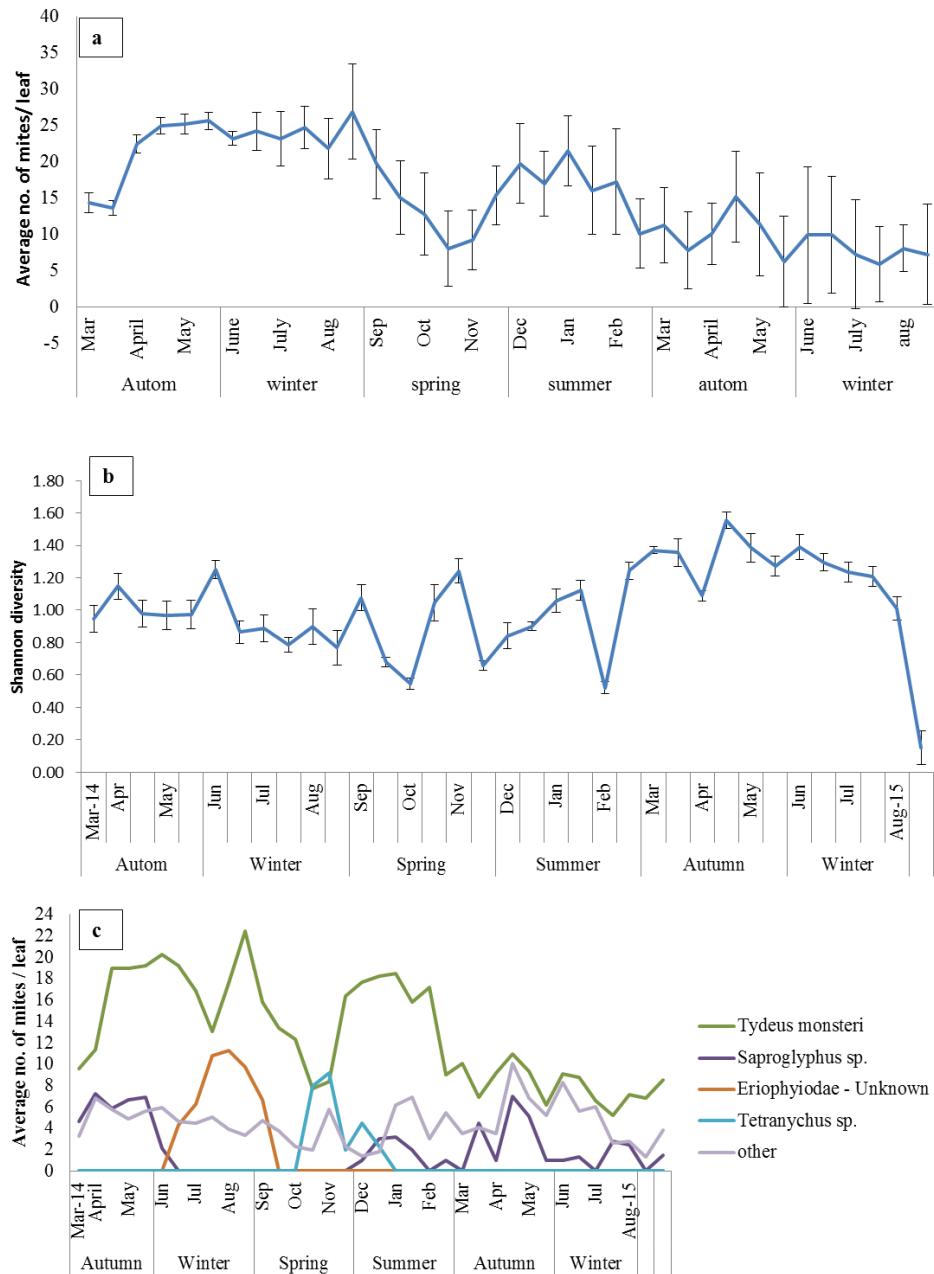 a
Average no. of mites/ leaf
40
35
30
25
20
15
10
5
0
-5
Mar April May June July Aug Sep Oct Nov Dec Jan Feb Mar April May June July aug
Autom winter spring summer autom winter
b
Shannon diversity
1.80
1.60
1.40
1.20
1.00
0.80
0.60
0.40
0.20
0.00
Mar-14 Apr May Jun Jul Aug Sep Oct Nov Dec Jan Feb Mar Apr May Jun Jul Aug-15
Autom Winter Spring Summer Autumn Winter
c
Average no. of mites / leaf
24
22
20
18
16
14
12
10
8
6
4
2
0
Mar-14 April May Jun Jul Aug Sep Oct Nov Dec Jan Feb Mar Apr May Jun Jul Aug-15
Autumn Winter Spring Summer Autumn Winter
Tydeus monsteri
Saproglyphus sp.
Eriophyiodae - Unknown
Tetranychus sp.
other